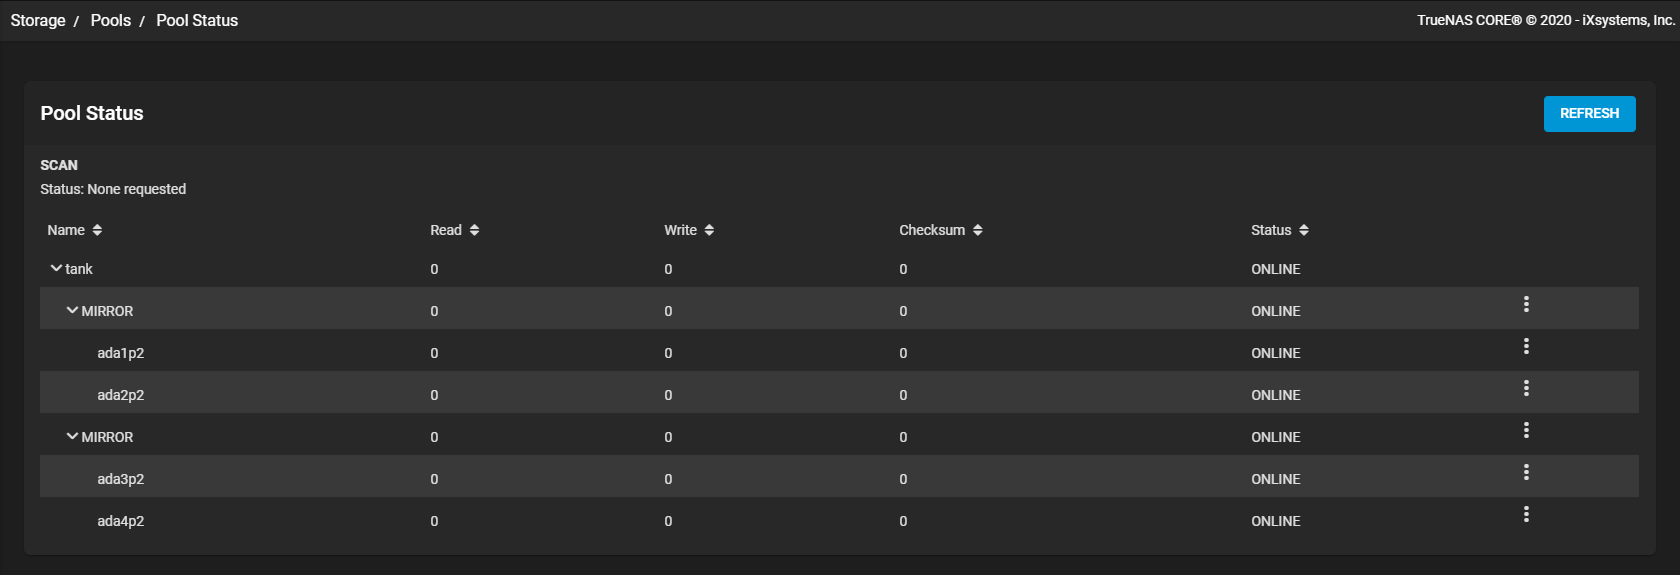 Storage / Pools / Pool Status TrueNAS CORE® © 2020 - iXsystems, Inc.
Pool Status REFRESH
SCAN
Status: None requested
Name Read Write Checksum Status
tank 0 0 0 ONLINE
MIRROR 0 0 0 ONLINE
ada1p2 0 0 0 ONLINE
ada2p2 0 0 0 ONLINE
MIRROR 0 0 0 ONLINE
ada3p2 0 0 0 ONLINE
ada4p2 0 0 0 ONLINE